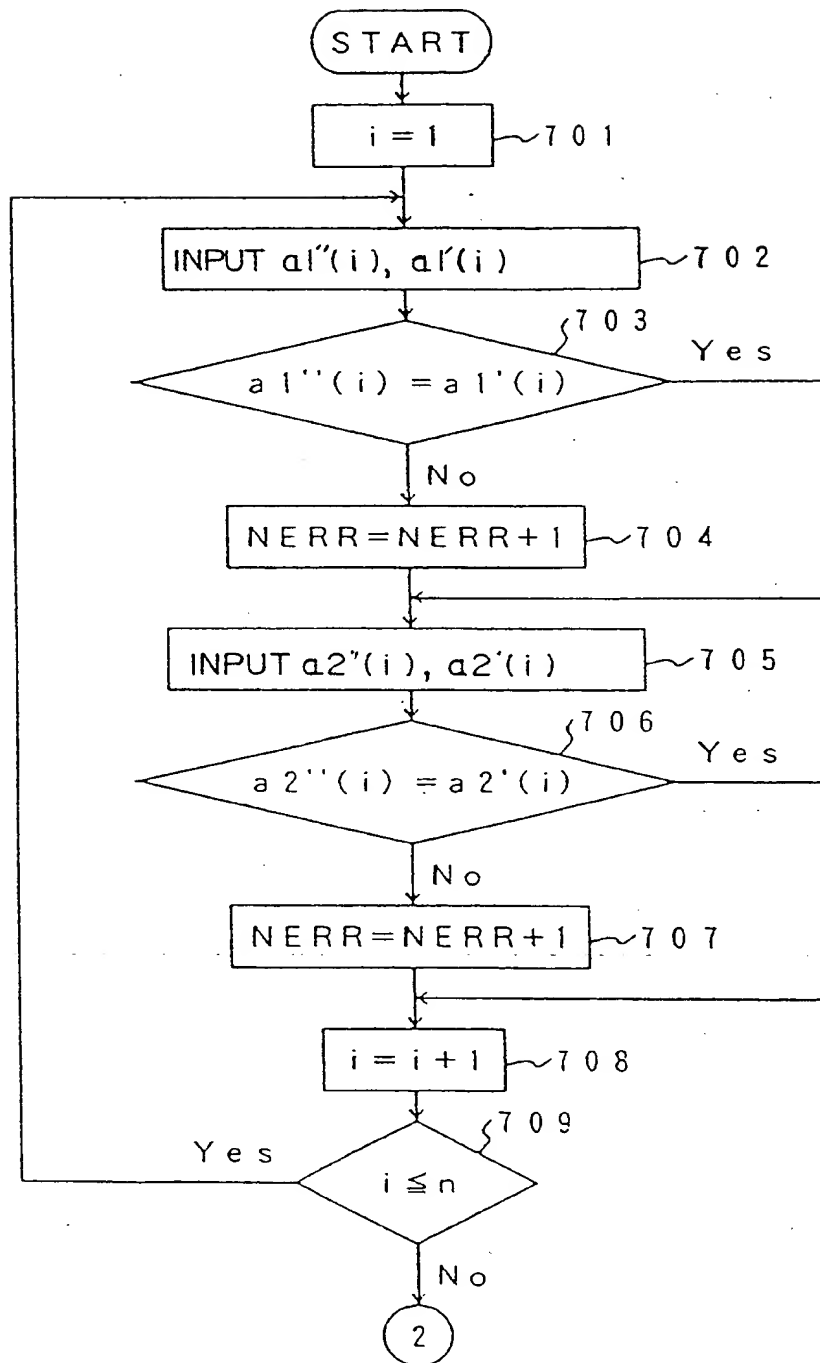 START
i = 1
701
INPUT a1''(i), a1'(i)
702
703
a1''(i) = a1'(i)
Yes
No
NERR=NERR+1
704
INPUT a2''(i), a2'(i)
705
706
a2''(i) = a2'(i)
Yes
No
NERR=NERR+1
707
i = i + 1
708
709
Yes
i ≦ n
No
2